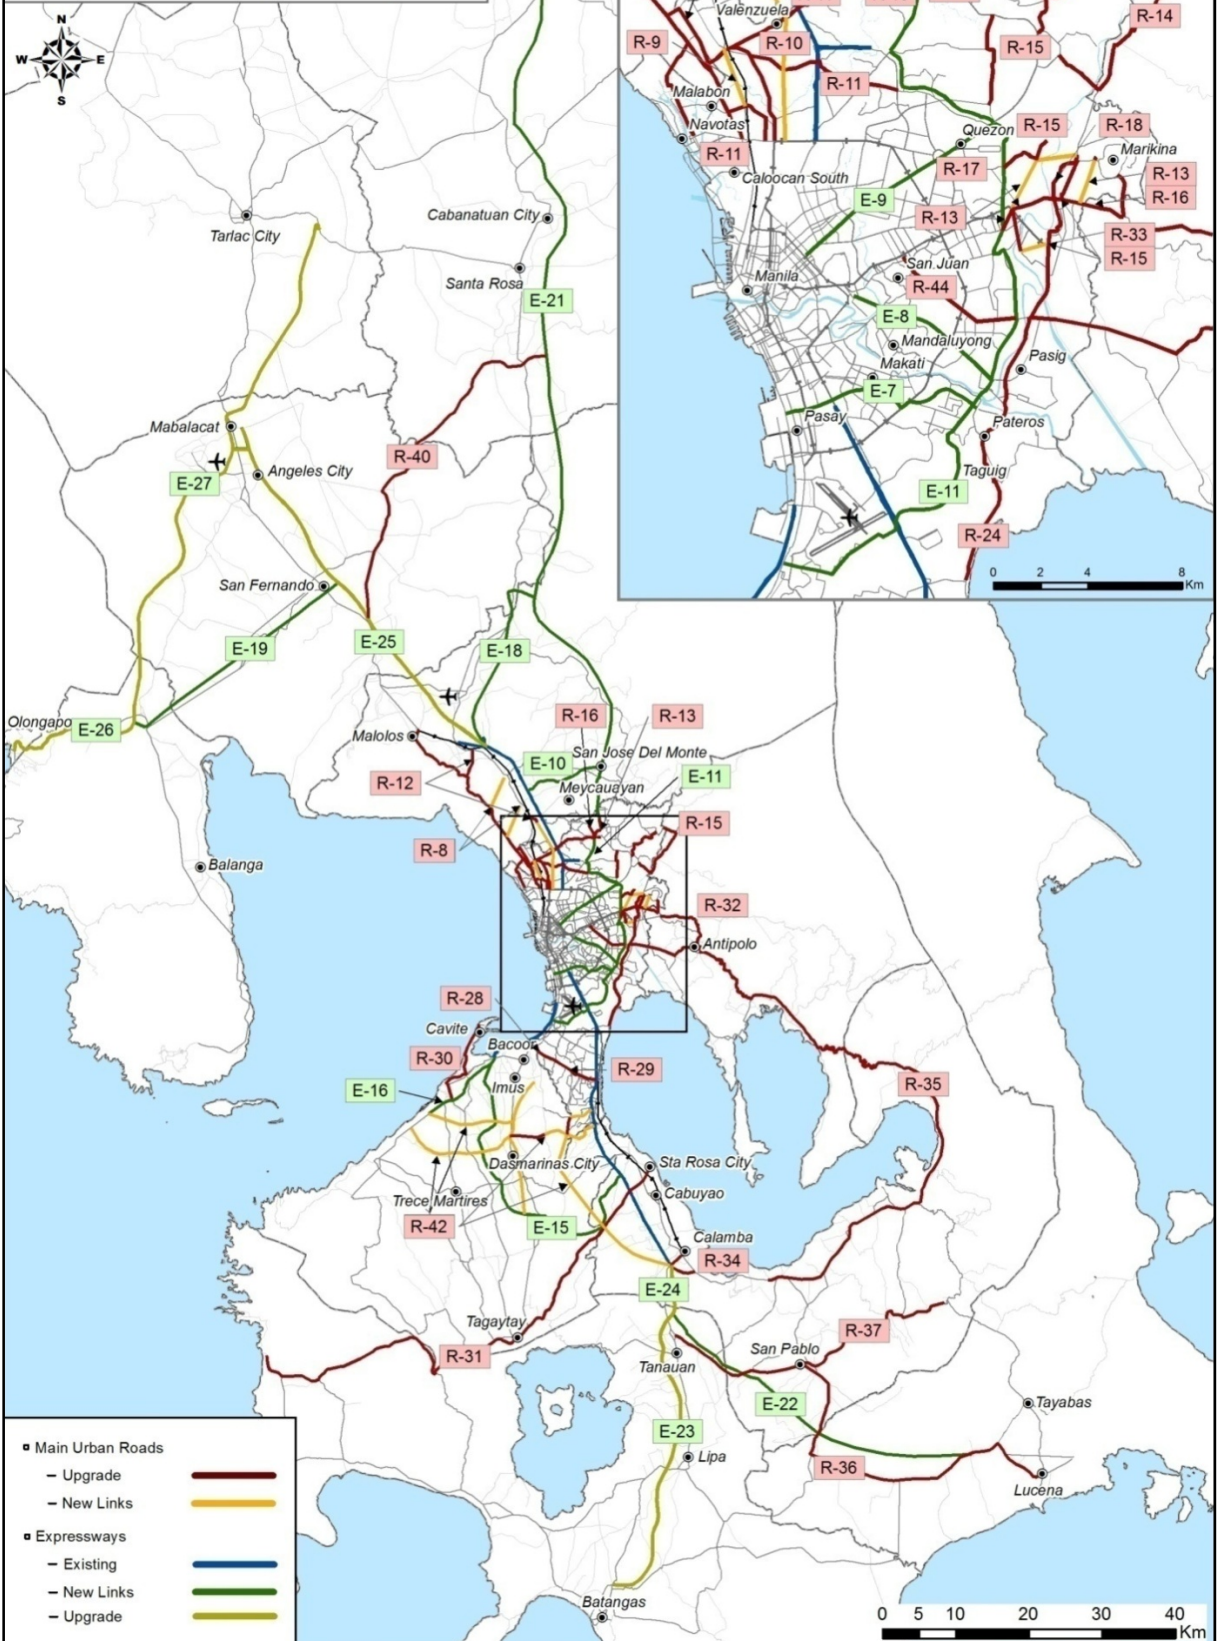 N
W E
S
Valenzuela
R-14
R-9
R-10
R-15
R-11
Malabon
Navotas
Quezon
R-15
R-18
Marikina
R-11
Caloocan South
R-17
R-13
R-16
E-9
R-13
R-33
R-15
San Juan
R-44
Manila
E-8
Mandaluyong
Makati
Pasig
E-7
Pasay
Pateros
Taguig
E-11
R-24
0 2 4 8
Km
Tarlac City
Cabanatuan City
Santa Rosa
E-21
Mabalacat
R-40
Angeles City
E-27
San Fernando
E-19
E-25
E-18
Olongapo
E-26
R-16
R-13
Malolos
San Jose Del Monte
E-10
E-11
R-12
Meycauayan
R-15
R-8
Balanga
R-32
Antipolo
R-28
Cavite
Bacoor
R-30
Imus
R-29
E-16
R-35
Dasmarinas City
Sta Rosa City
Trece Martires
Cabuyao
R-42
E-15
Calamba
R-34
E-24
Tagaytay
R-37
R-31
San Pablo
Tanauan
E-22
Tayabas
E-23
Lipa
R-36
Lucena
Batangas
Main Urban Roads
– Upgrade
– New Links
Expressways
– Existing
– New Links
– Upgrade
0 5 10 20 30 40
Km